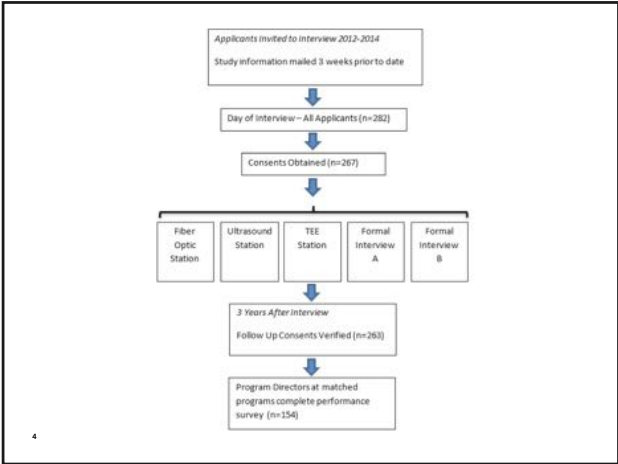 Applicants Invited to Interview 2012-2014
Study information mailed 3 weeks prior to date
Day of Interview – All Applicants (n=282)
Consents Obtained (n=267)
Fiber
Optic
Station
Ultrasound
Station
TEE
Station
Formal
Interview
A
Formal
Interview
B
3 Years After Interview
Follow Up Consents Verified (n=263)
Program Directors at matched
programs complete performance
survey (n=154)
4